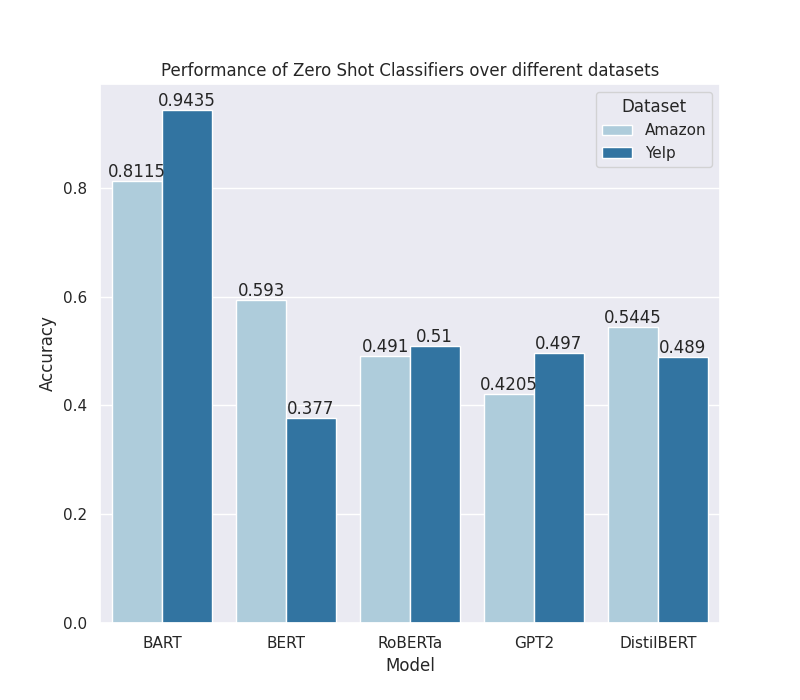 Performance of Zero Shot Classifiers over different datasets
Dataset
Amazon
Yelp
0.9435
0.8115
0.593
0.377
0.491
0.51
0.4205
0.497
0.5445
0.489
Accuracy
0.8
0.6
0.4
0.2
0.0
BART BERT RoBERTa GPT2 DistilBERT
Model